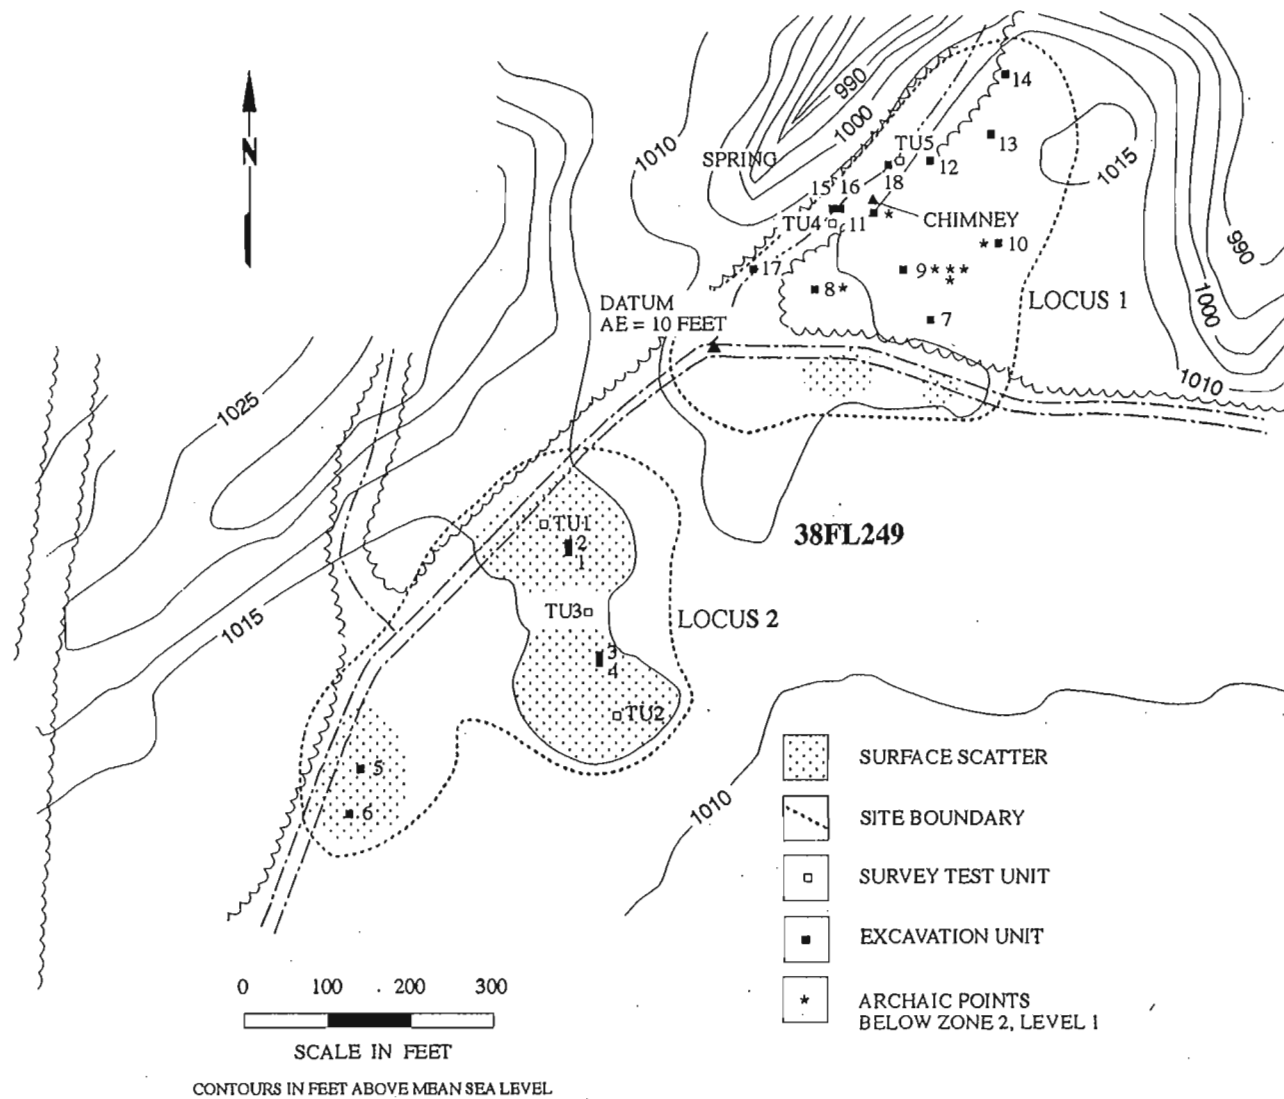 990
14
1000
1010
TU5
13
SPRING
12
1015
15
16
18
TU4
11
CHIMNEY
*
N
17
*
10
990
9
* * * *
8 *
LOCUS 1
1000
DATUM
AE = 10 FEET
7
1010
1025
38FL249
TU1
2
1
TU3
LOCUS 2
1015
3
4
TU2
5
6
1010
SURFACE SCATTER
SITE BOUNDARY
SURVEY TEST UNIT
EXCAVATION UNIT
* ARCHAIC POINTS
BELOW ZONE 2, LEVEL 1
0 100 200 300
SCALE IN FEET
CONTOURS IN FEET ABOVE MEAN SEA LEVEL